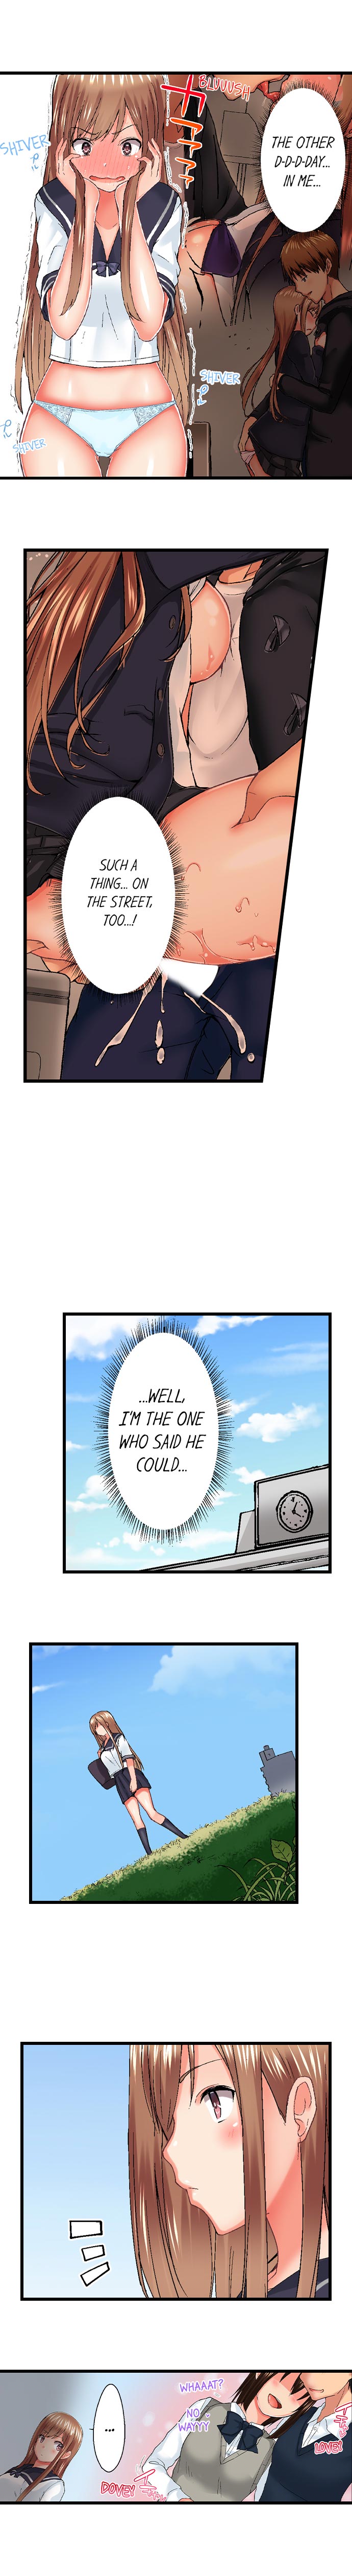 BLUUUSH
THE OTHER
D-D-D-DAY...
IN ME...
SHIVER
SHIVER
SHIVER
SUCH A
THING... ON
THE STREET,
TOO...!
...WELL,
I'M THE ONE
WHO SAID HE
COULD...
WHAAAT?
NO
WAYYY
...
LOVE!
DOVE!